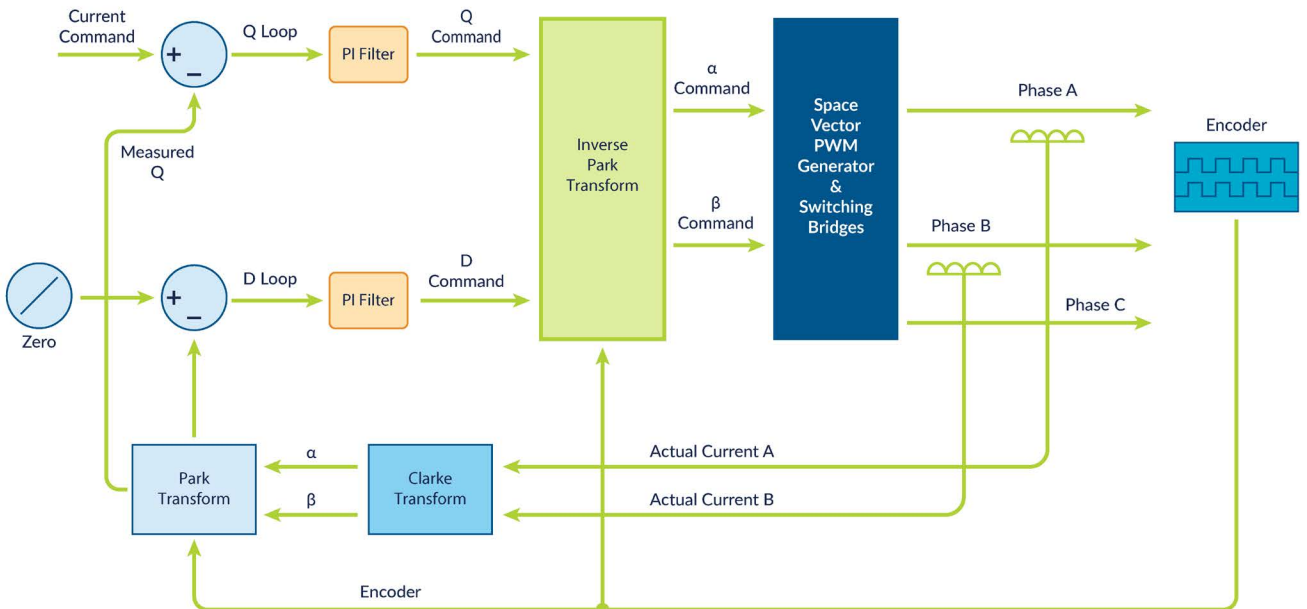 Current
Command
+
−
Q Loop
PI Filter
Q
Command
Measured
Q
Inverse
Park
Transform
α
Command
β
Command
Space
Vector
PWM
Generator
&
Switching
Bridges
Phase A
Encoder
Phase B
Phase C
Zero
+
−
D Loop
PI Filter
D
Command
Park
Transform
α
β
Clarke
Transform
Actual Current A
Actual Current B
Encoder